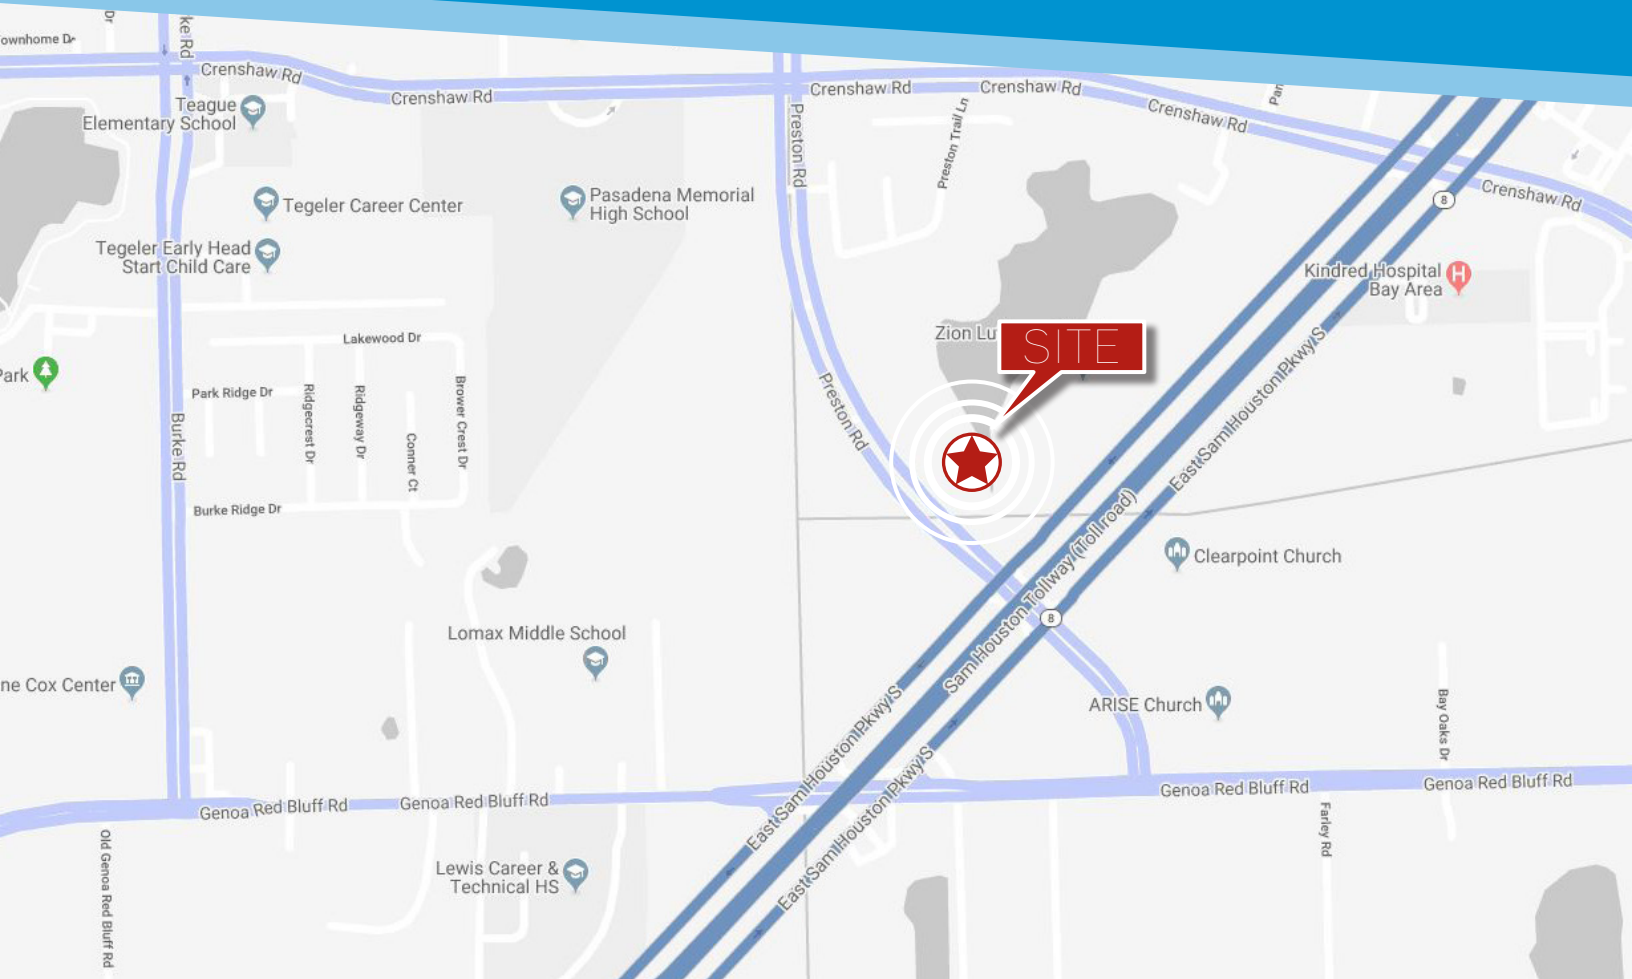 Dr
ke Rd
ownhome Dr
Crenshaw Rd
Crenshaw Rd
Crenshaw Rd
Crenshaw Rd
Crenshaw Rd
Crenshaw Rd
Teague
Elementary School
Preston Rd
Preston Trail Ln
Tegeler Career Center
Pasadena Memorial
High School
8
Tegeler Early Head
Start Child Care
Kindred Hospital
Bay Area
H
Zion Lu
SITE
Lakewood Dr
Park
Park Ridge Dr
Ridgecrest Dr
Ridgeway Dr
Conner Ct
Brower Crest Dr
Burke Rd
Preston Rd
East Sam Houston Pkwy S
Burke Ridge Dr
Sam Houston Tollway (Toll road)
Clearpoint Church
8
Lomax Middle School
ne Cox Center
ARISE Church
Bay Oaks Dr
East Sam Houston Pkwy S
East Sam Houston Pkwy S
Genoa Red Bluff Rd
Genoa Red Bluff Rd
Genoa Red Bluff Rd
Genoa Red Bluff Rd
Old Genoa Red Bluff Rd
Farley Rd
Lewis Career &
Technical HS